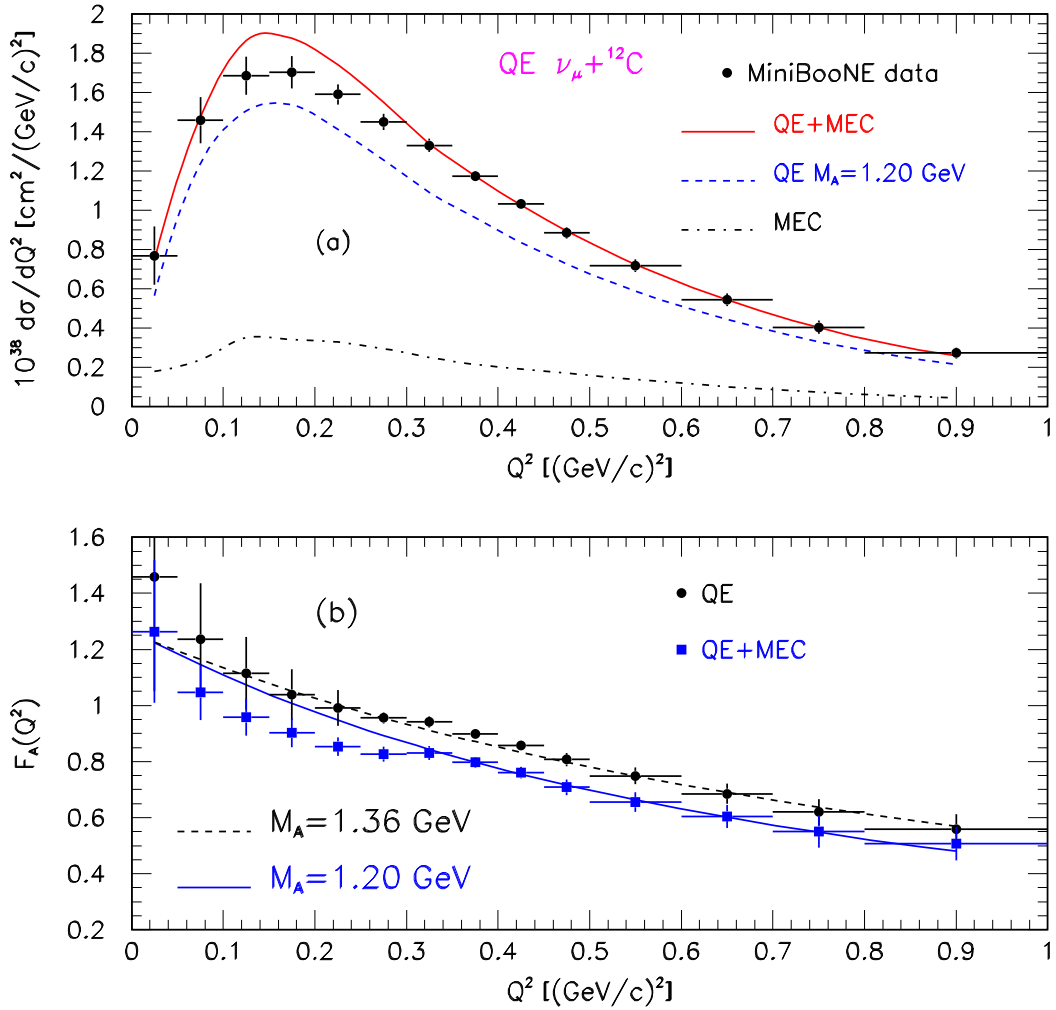 10³⁸ dσ/dQ² [cm²/(GeV/c)²]
2
1.8
1.6
1.4
1.2
1
0.8
0.6
0.4
0.2
0
QE ν_μ+¹²C
MiniBooNE data
QE+MEC
QE M_A=1.20 GeV
MEC
(a)
0 0.1 0.2 0.3 0.4 0.5 0.6 0.7 0.8 0.9 1
Q² [(GeV/c)²]
F_A(Q²)
1.6
1.4
1.2
1
0.8
0.6
0.4
0.2
(b)
QE
QE+MEC
M_A=1.36 GeV
M_A=1.20 GeV
0 0.1 0.2 0.3 0.4 0.5 0.6 0.7 0.8 0.9 1
Q² [(GeV/c)²]